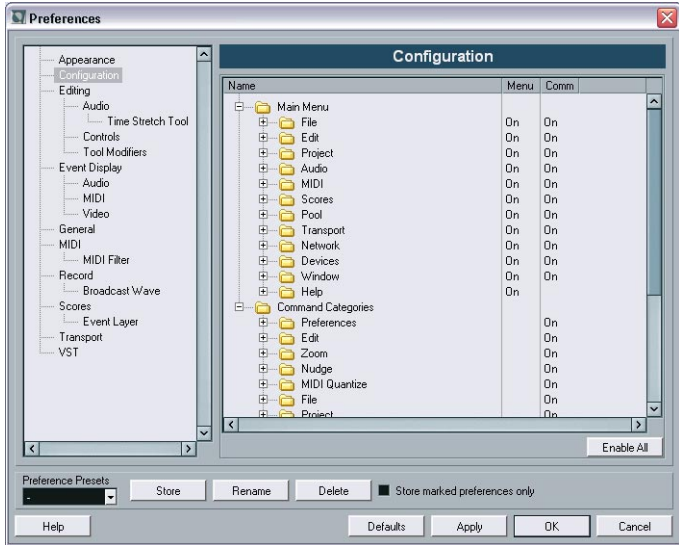 Preferences
Appearance
Configuration
Editing
Audio
Time Stretch Tool
Controls
Tool Modifiers
Event Display
Audio
MIDI
Video
General
MIDI
MIDI Filter
Record
Broadcast Wave
Scores
Event Layer
Transport
VST
Configuration
Name Menu Comm
Main Menu
File On On
Edit On On
Project On On
Audio On On
MIDI On On
Scores On On
Pool On On
Transport On On
Network On On
Devices On On
Window On On
Help On
Command Categories
Preferences On
Edit On
Zoom On
Nudge On
MIDI Quantize On
File On
Project On
Enable All
Preference Presets
-
Store Rename Delete Store marked preferences only
Help Defaults Apply OK Cancel